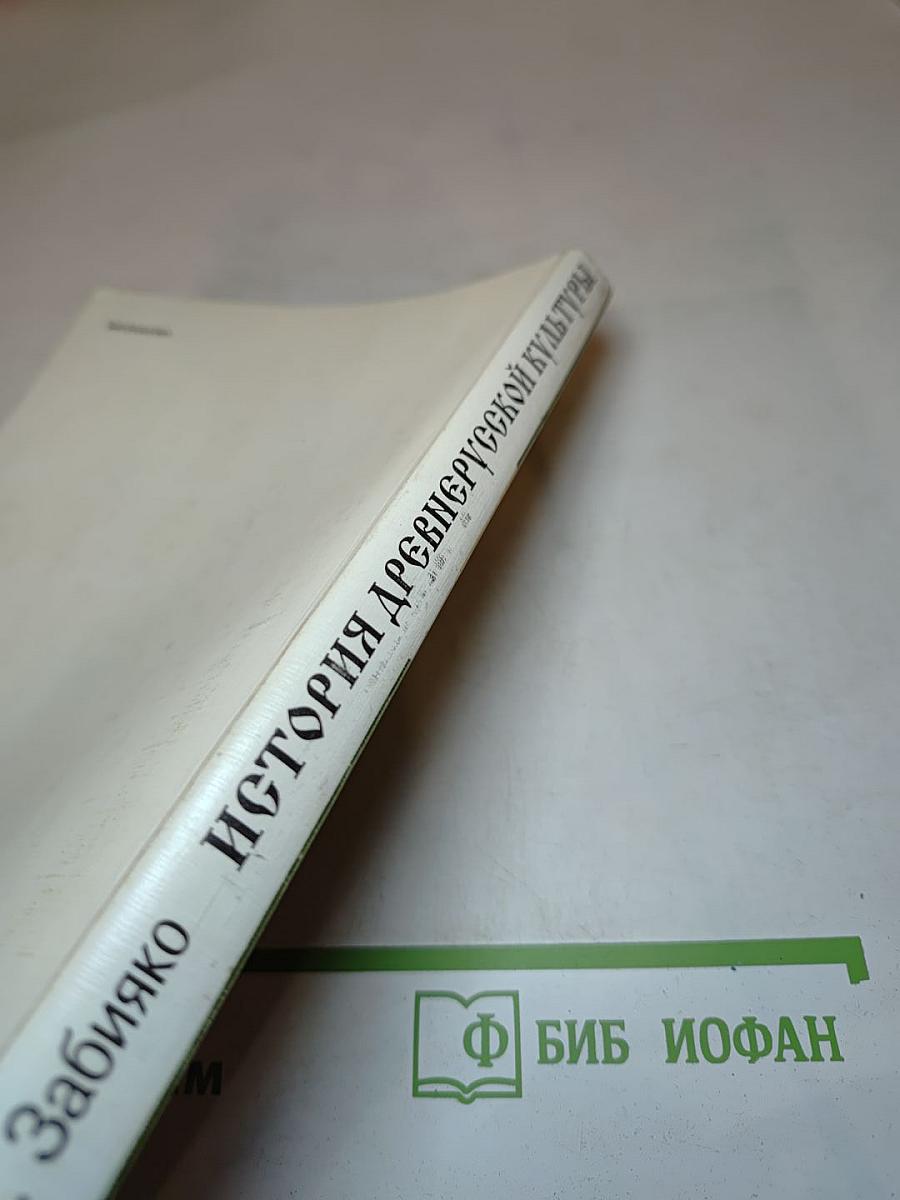 Забияко ИСТОРИЯ ДРЕВНЕРУССКОЙ КУЛЬТУРЫ
Ф БИБ ИОФАН